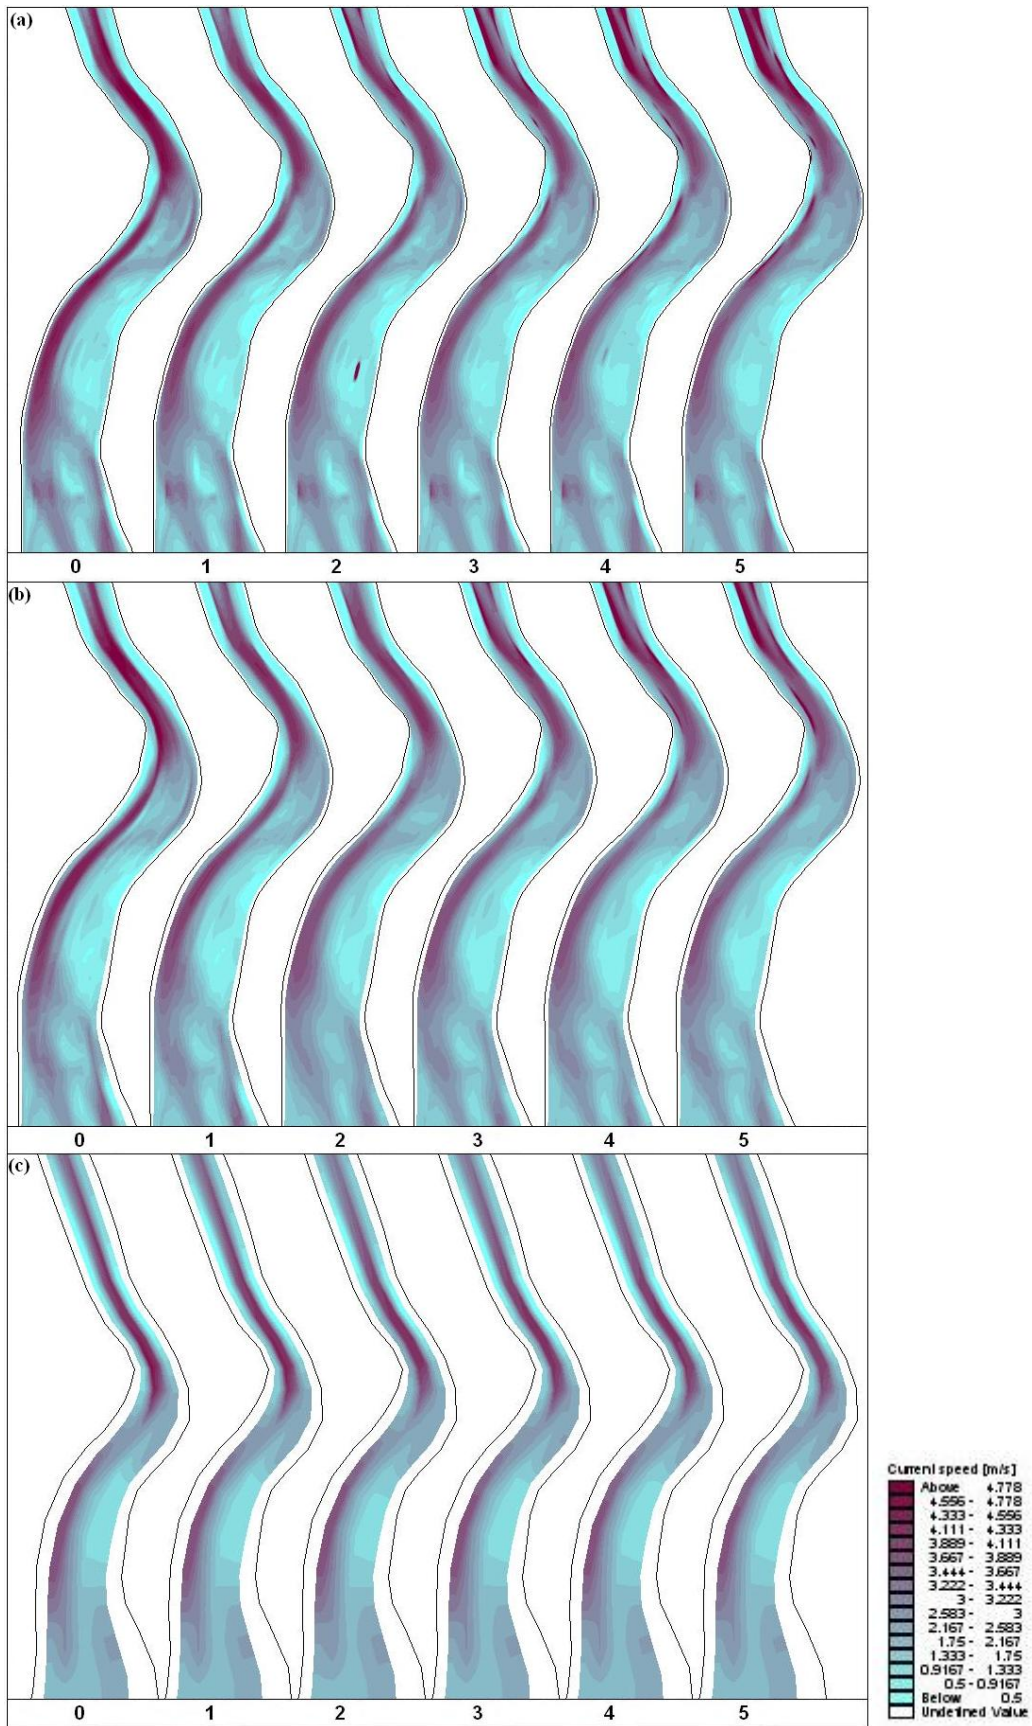 (a)
0 1 2 3 4 5
(b)
0 1 2 3 4 5
(c)
0 1 2 3 4 5
Current speed [m/s]
Above 4.778
4.556 - 4.778
4.333 - 4.556
4.111 - 4.333
3.889 - 4.111
3.667 - 3.889
3.444 - 3.667
3.222 - 3.444
3 - 3.222
2.583 - 3
2.167 - 2.583
1.75 - 2.167
1.333 - 1.75
0.9167 - 1.333
0.5 - 0.9167
Below 0.5
Undefined Value